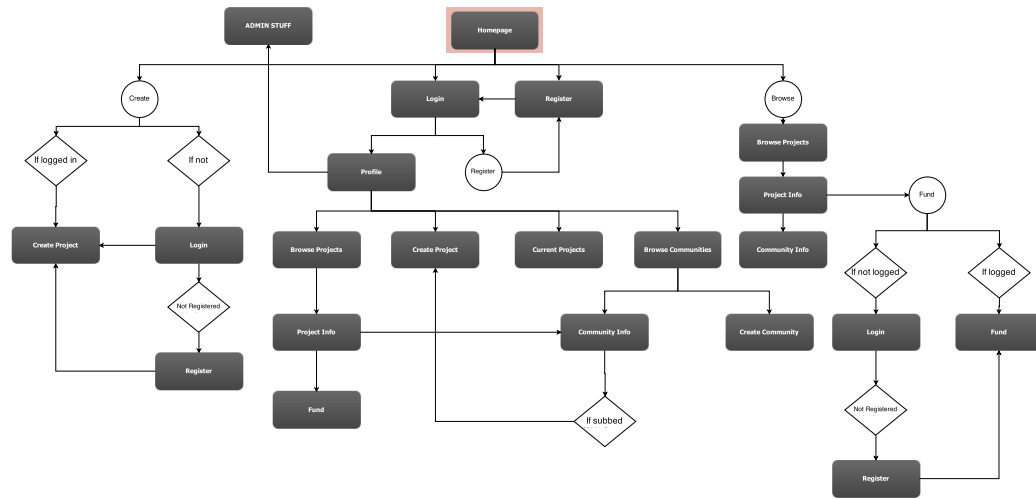 ADMIN STUFF
Homepage
Create
Login
Register
Browse
If logged in
If not
Browse Projects
Profile
Register
Project Info
Fund
Create Project
Login
Browse Projects
Create Project
Current Projects
Browse Communities
Community Info
If not logged
If logged
Not Registered
Project Info
Community Info
Create Community
Login
Fund
Register
Fund
If subbed
Not Registered
Register